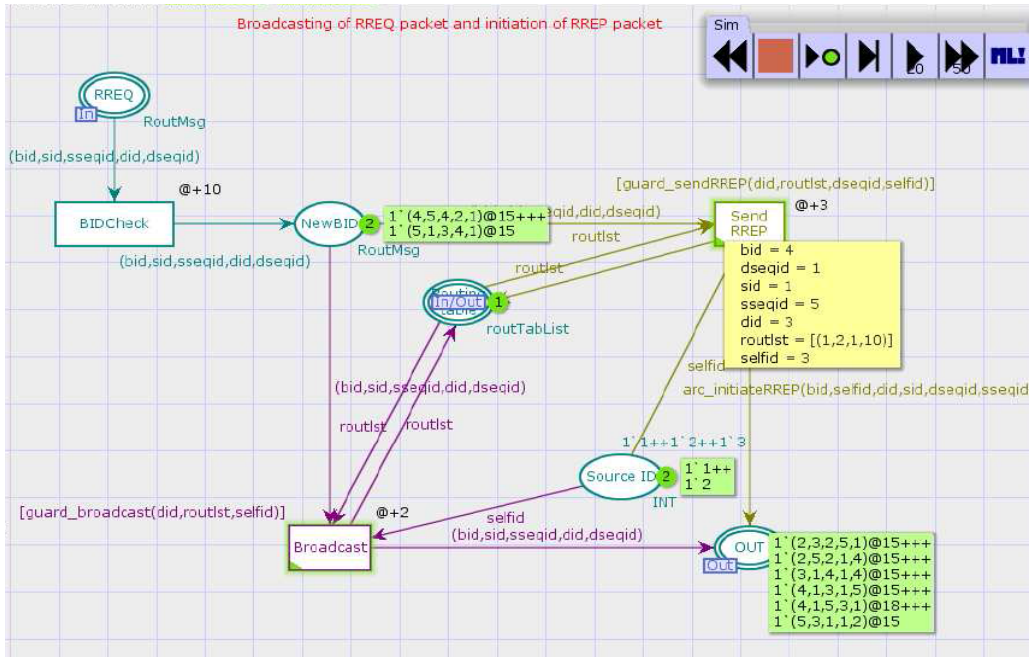 Broadcasting of RREQ packet and initiation of RREP packet
Sim
20
50
ML!
RREQ
In
RoutMsg
(bid,sid,sseqid,did,dseqid)
@+10
BIDCheck
(bid,sid,sseqid,did,dseqid)
NewBID
2
RoutMsg
1`(4,5,4,2,1)@15+++
1`(5,1,3,4,1)@15
eqid,did,dseqid)
[guard_sendRREP(did,routlst,dseqid,selfid)]
@+3
Send
RREP
routlst
routlst
bid = 4
dseqid = 1
sid = 1
sseqid = 5
did = 3
routlst = [(1,2,1,10)]
selfid = 3
In/Out
1
routTabList
(bid,sid,sseqid,did,dseqid)
selfid
arc_initiateRREP(bid,selfid,did,sid,dseqid,sseqid
routlst
routlst
1`1++1`2++1`3
Source ID
2
1`1++
1`2
INT
[guard_broadcast(did,routlst,selfid)]
@+2
selfid
(bid,sid,sseqid,did,dseqid)
Broadcast
OUT
Out
1`(2,3,2,5,1)@15+++
1`(2,5,2,1,4)@15+++
1`(3,1,4,1,4)@15+++
1`(4,1,3,1,5)@15+++
1`(4,1,5,3,1)@18+++
1`(5,3,1,1,2)@15